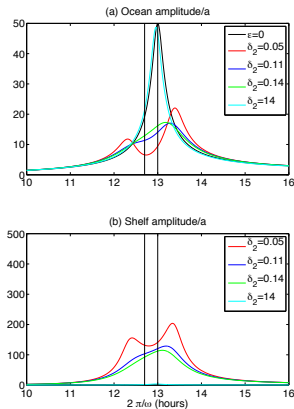 (a) Ocean amplitude/a
50
40
30
20
10
0
ε=0
δ₂=0.05
δ₂=0.11
δ₂=0.14
δ₂=14
10 11 12 13 14 15 16
(b) Shelf amplitude/a
500
400
300
200
100
0
δ₂=0.05
δ₂=0.11
δ₂=0.14
δ₂=14
10 11 12 13 14 15 16
2 π/ω (hours)